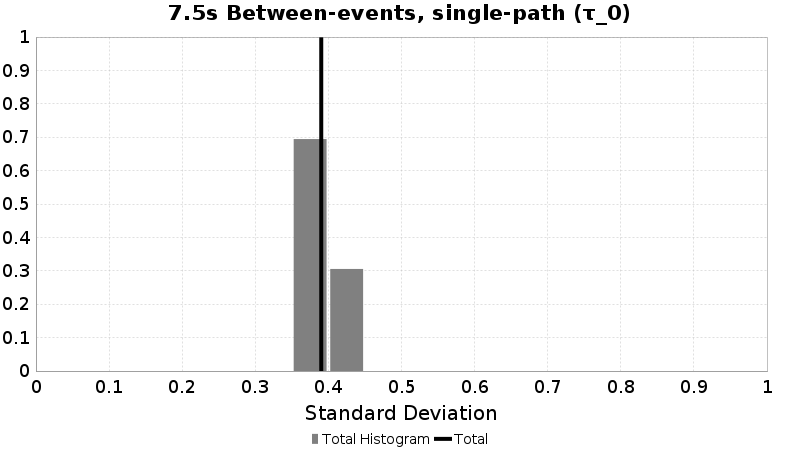 7.5s Between-events, single-path (τ_0)
1
0.9
0.8
0.7
0.6
0.5
0.4
0.3
0.2
0.1
0
0 0.1 0.2 0.3 0.4 0.5 0.6 0.7 0.8 0.9 1
Standard Deviation
Total Histogram Total